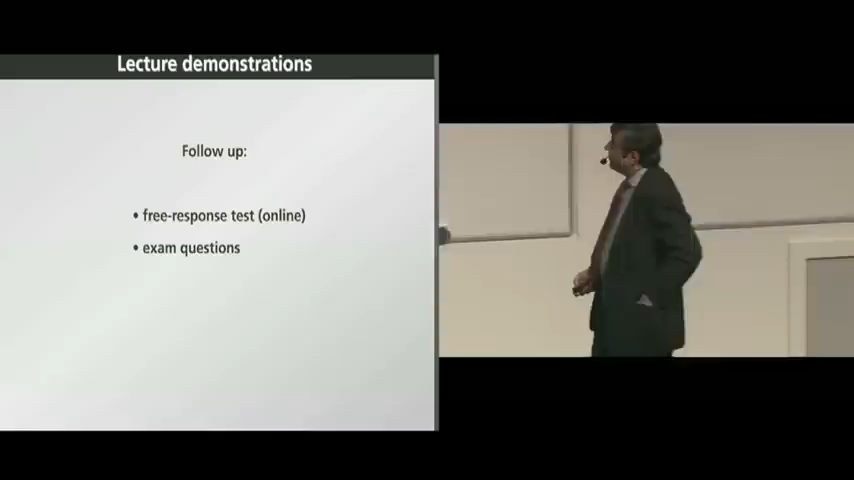 Lecture demonstrations
Follow up:
• free-response test (online)
• exam questions